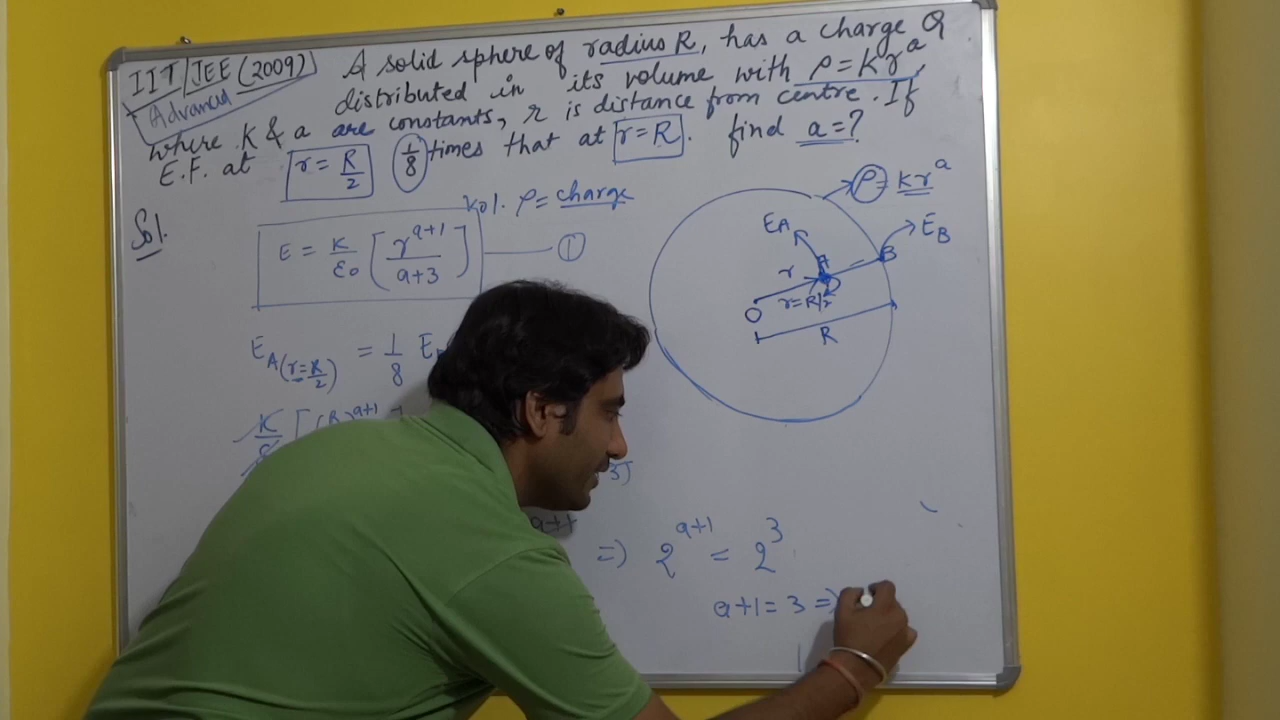 IIT/JEE (2009)
Advanced
A solid sphere of radius R, has a charge Q
distributed in its volume with ρ = Kr^a,
where K & a are constants, r is distance from centre. If
E.F. at r = R/2 1/8 times that at r = R. find a = ?
Sol.
Vol. ρ = charge
E = K/ε₀ [r^(a+1)/(a+3)] —— ①
E_A(r = R/2) = 1/8 E
K/ [(R)^(a+1)
a+1 ⇒ 2^(a+1) = 2^3
a+1 = 3 ⇒
ρ = Kr^a
E_A
E_B
A
B
r
r = R/2
O
R